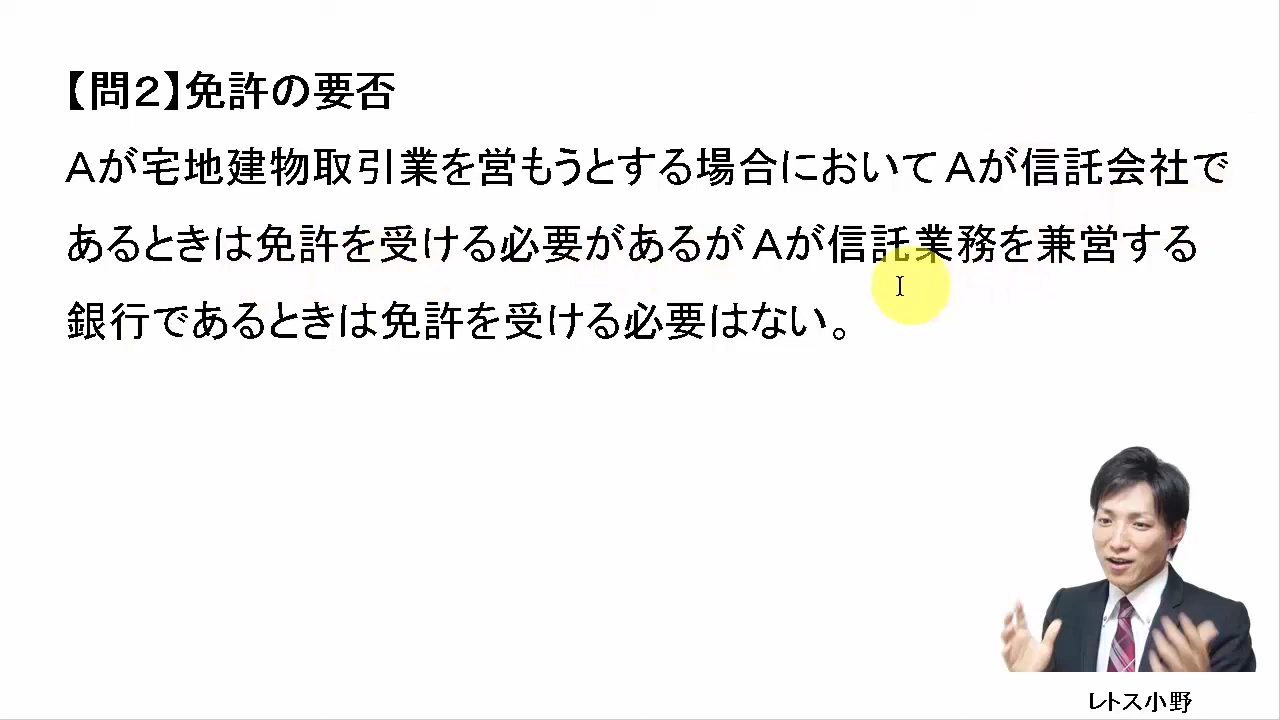 【問２】免許の要否
Ａが宅地建物取引業を営もうとする場合においてＡが信託会社で
あるときは免許を受ける必要があるがＡが信託業務を兼営する
銀行であるときは免許を受ける必要はない。
レトス小野